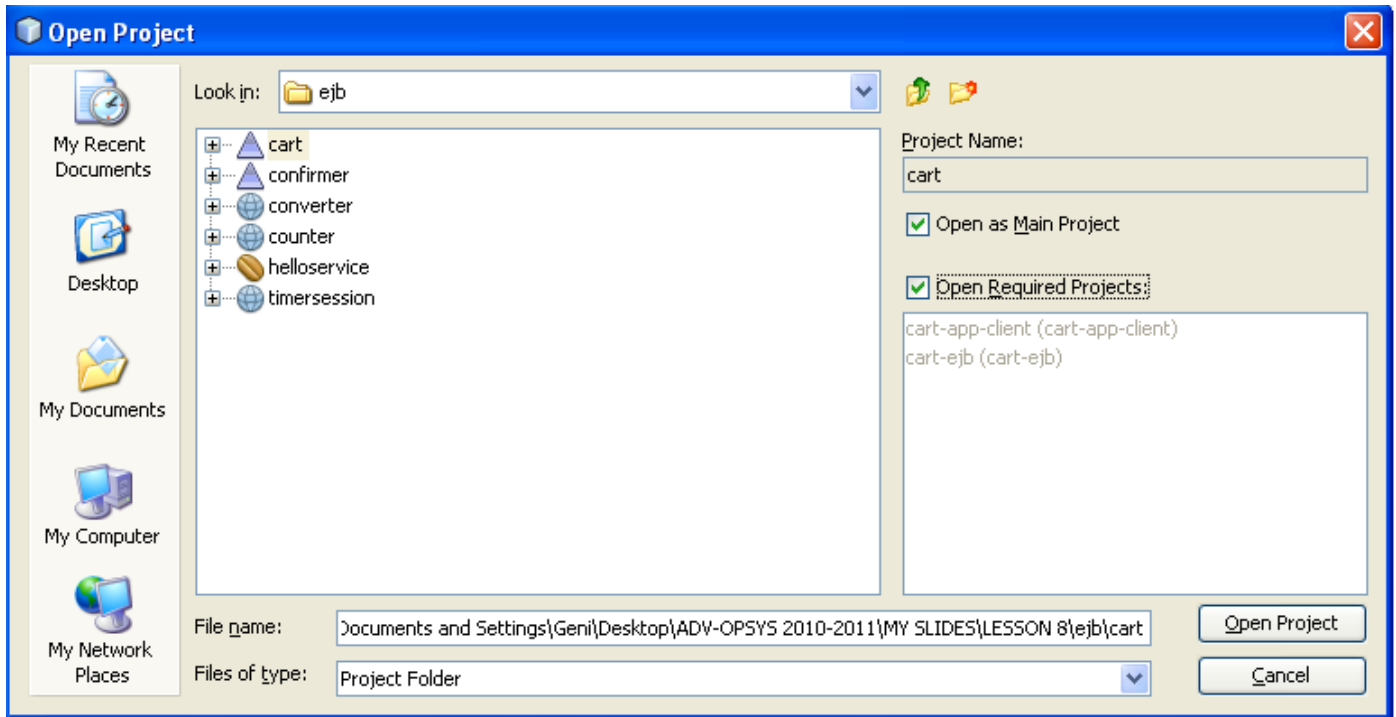 Open Project
Look in:
ejb
My Recent
Documents
Desktop
My Documents
My Computer
My Network
Places
cart
confirmer
converter
counter
helloservice
timersession
Project Name:
cart
Open as Main Project
Open Required Projects:
cart-app-client (cart-app-client)
cart-ejb (cart-ejb)
File name:
Documents and Settings\Geni\Desktop\ADV-OPSYS 2010-2011\MY SLIDES\LESSON 8\ejb\cart
Open Project
Files of type:
Project Folder
Cancel